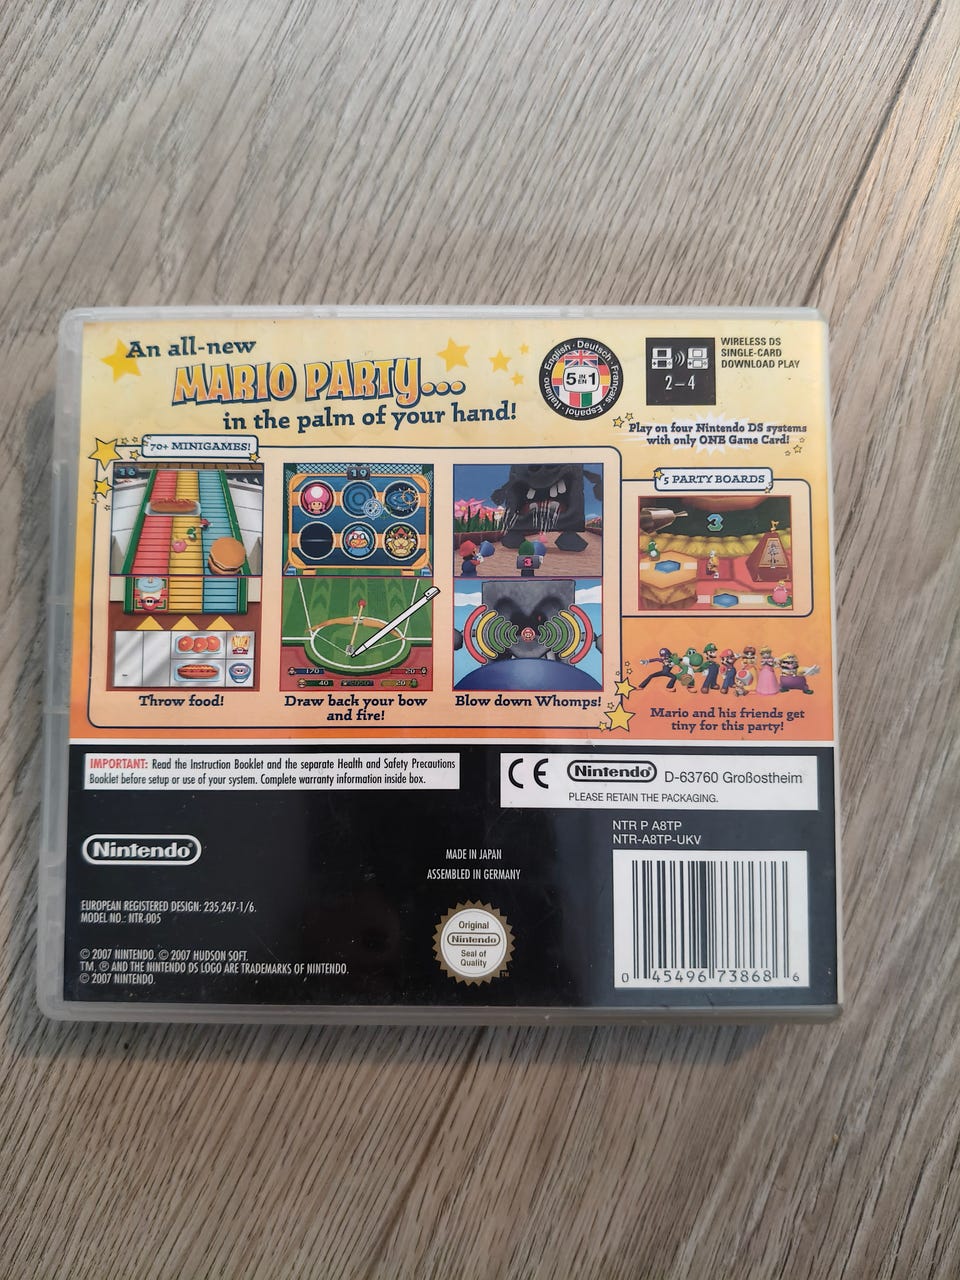 An all-new
MARIO PARTY...
in the palm of your hand!
English · Deutsch · Français · Español · Italiano
5 IN EN 1
2 – 4
WIRELESS DS
SINGLE-CARD
DOWNLOAD PLAY
Play on four Nintendo DS systems
with only ONE Game Card!
70+ MINIGAMES!
16
19
3
Throw food!
Draw back your bow
and fire!
Blow down Whomps!
5 PARTY BOARDS
3
Mario and his friends get
tiny for this party!
IMPORTANT: Read the Instruction Booklet and the separate Health and Safety Precautions
Booklet before setup or use of your system. Complete warranty information inside box.
CE Nintendo D-63760 Großostheim
PLEASE RETAIN THE PACKAGING.
NTR P A8TP
NTR-A8TP-UKV
Nintendo
MADE IN JAPAN
ASSEMBLED IN GERMANY
EUROPEAN REGISTERED DESIGN: 235,247-1/6.
MODEL NO.: NTR-005
Original
Nintendo
Seal of
Quality
TM
© 2007 NINTENDO. © 2007 HUDSON SOFT.
TM, ® AND THE NINTENDO DS LOGO ARE TRADEMARKS OF NINTENDO.
© 2007 NINTENDO.
0 45496 73868 6